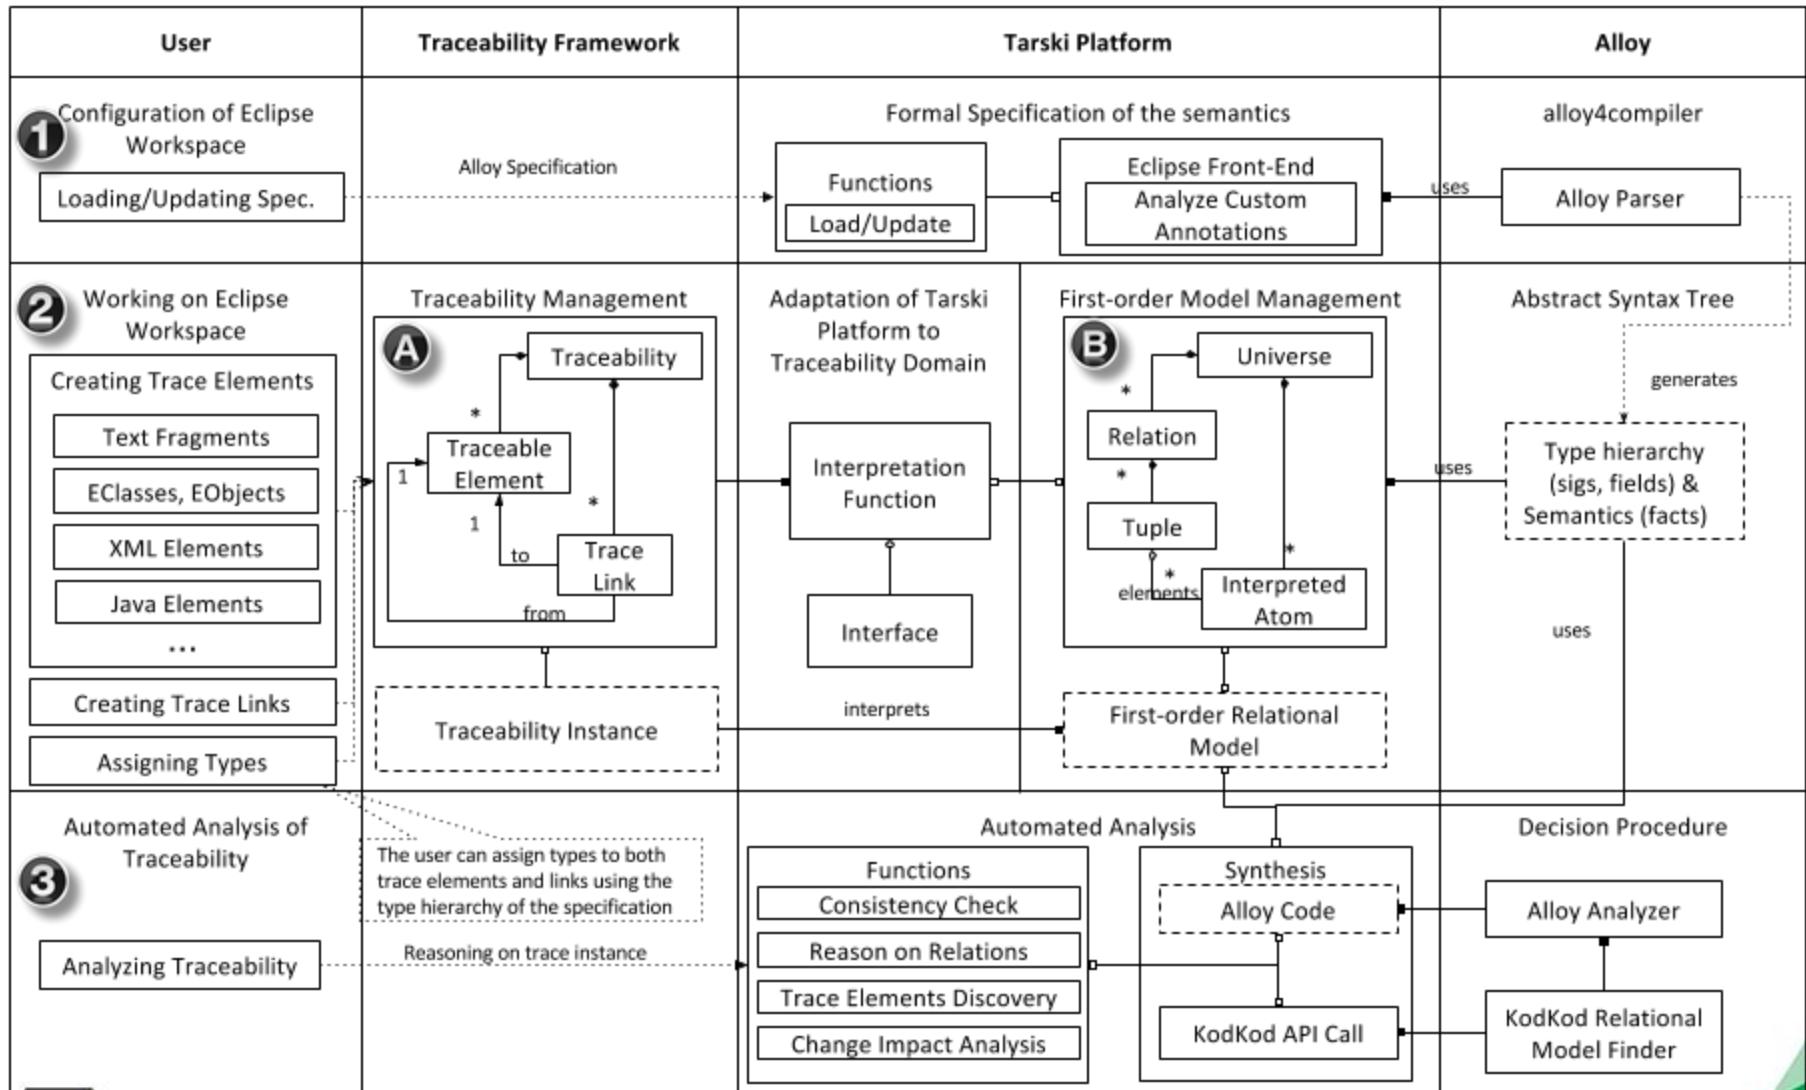 User
Traceability Framework
Tarski Platform
Alloy
1
Configuration of Eclipse
Workspace
Loading/Updating Spec.
Alloy Specification
Formal Specification of the semantics
Functions
Load/Update
Eclipse Front-End
Analyze Custom
Annotations
uses
alloy4compiler
Alloy Parser
2
Working on Eclipse
Workspace
Creating Trace Elements
Text Fragments
EClasses, EObjects
XML Elements
Java Elements
...
Creating Trace Links
Assigning Types
Traceability Management
A
Traceability
*
Traceable
Element
1
*
1
to
Trace
Link
from
Traceability Instance
Adaptation of Tarski
Platform to
Traceability Domain
Interpretation
Function
Interface
interprets
First-order Model Management
B
Universe
*
Relation
*
Tuple
*
*
elements
Interpreted
Atom
First-order Relational
Model
Abstract Syntax Tree
generates
uses
Type hierarchy
(sigs, fields) &
Semantics (facts)
uses
3
Automated Analysis of
Traceability
Analyzing Traceability
The user can assign types to both
trace elements and links using the
type hierarchy of the specification
Reasoning on trace instance
Automated Analysis
Functions
Consistency Check
Reason on Relations
Trace Elements Discovery
Change Impact Analysis
Synthesis
Alloy Code
KodKod API Call
Decision Procedure
Alloy Analyzer
KodKod Relational
Model Finder